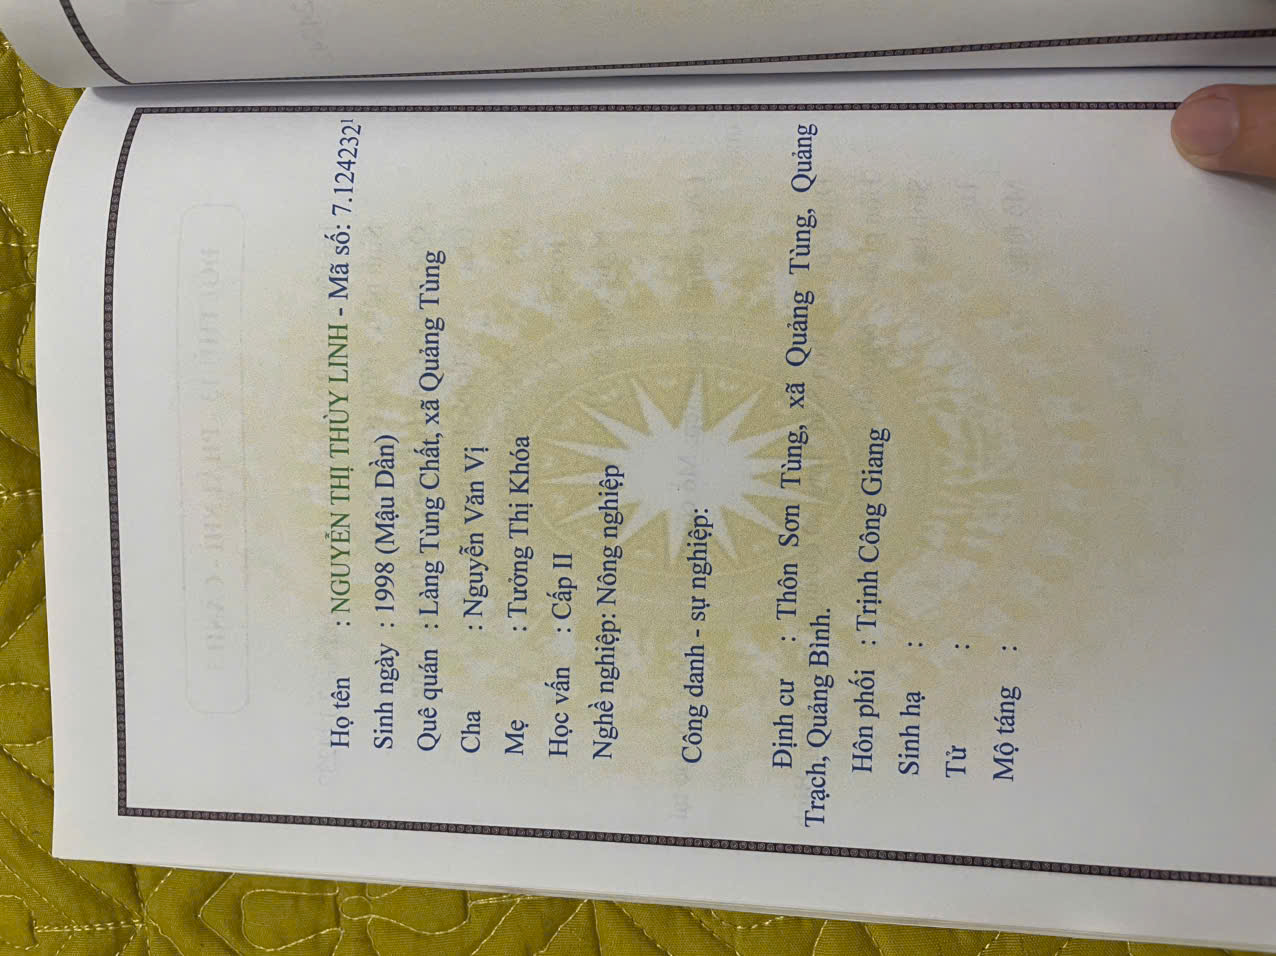 Họ tên : NGUYỄN THỊ THÙY LINH - Mã số: 7.124232¹
Sinh ngày : 1998 (Mậu Dần)
Quê quán : Làng Tùng Chất, xã Quảng Tùng
Cha : Nguyễn Văn Vị
Mẹ : Tưởng Thị Khóa
Học vấn : Cấp II
Nghề nghiệp: Nông nghiệp
Công danh - sự nghiệp:
Định cư : Thôn Sơn Tùng, xã Quảng Tùng, Quảng
Trạch, Quảng Bình.
Hôn phối : Trịnh Công Giang
Sinh hạ :
Tử :
Mộ táng :